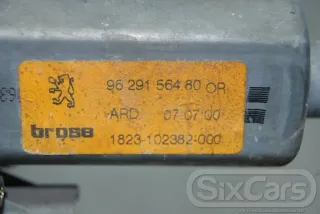 96 291 564 80 OR
ARD. 07/07/00
brose
1823-102382-000
SixCars